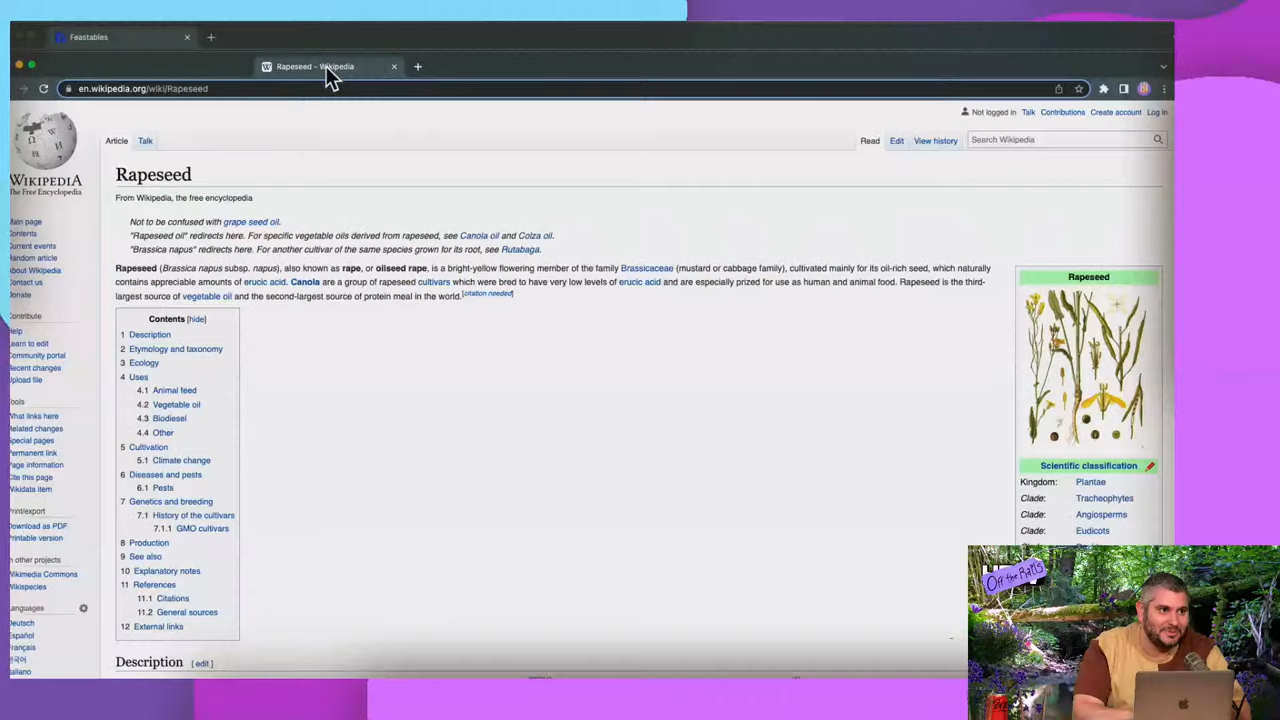 Feastables
Rapeseed - Wikipedia
en.wikipedia.org/wiki/Rapeseed
Not logged in Talk Contributions Create account Log in
Article Talk
Read Edit View history Search Wikipedia
WIKIPEDIA
The Free Encyclopedia
Main page
Contents
Current events
Random article
About Wikipedia
Contact us
Donate
Contribute
Help
Learn to edit
Community portal
Recent changes
Upload file
Tools
What links here
Related changes
Special pages
Permanent link
Page information
Cite this page
Wikidata item
Print/export
Download as PDF
Printable version
In other projects
Wikimedia Commons
Wikispecies
Languages
Deutsch
Español
Français
한국어
Italiano
Rapeseed
From Wikipedia, the free encyclopedia
Not to be confused with grape seed oil.
"Rapeseed oil" redirects here. For specific vegetable oils derived from rapeseed, see Canola oil and Colza oil.
"Brassica napus" redirects here. For another cultivar of the same species grown for its root, see Rutabaga.
Rapeseed (Brassica napus subsp. napus), also known as rape, or oilseed rape, is a bright-yellow flowering member of the family Brassicaceae (mustard or cabbage family), cultivated mainly for its oil-rich seed, which naturally
contains appreciable amounts of erucic acid. Canola are a group of rapeseed cultivars which were bred to have very low levels of erucic acid and are especially prized for use as human and animal food. Rapeseed is the third-
largest source of vegetable oil and the second-largest source of protein meal in the world.[citation needed]
Contents [hide]
1 Description
2 Etymology and taxonomy
3 Ecology
4 Uses
4.1 Animal feed
4.2 Vegetable oil
4.3 Biodiesel
4.4 Other
5 Cultivation
5.1 Climate change
6 Diseases and pests
6.1 Pests
7 Genetics and breeding
7.1 History of the cultivars
7.1.1 GMO cultivars
8 Production
9 See also
10 Explanatory notes
11 References
11.1 Citations
11.2 General sources
12 External links
Description [ edit ]
Rapeseed
Scientific classification
Kingdom: Plantae
Clade: Tracheophytes
Clade: Angiosperms
Clade: Eudicots
Off the Rails